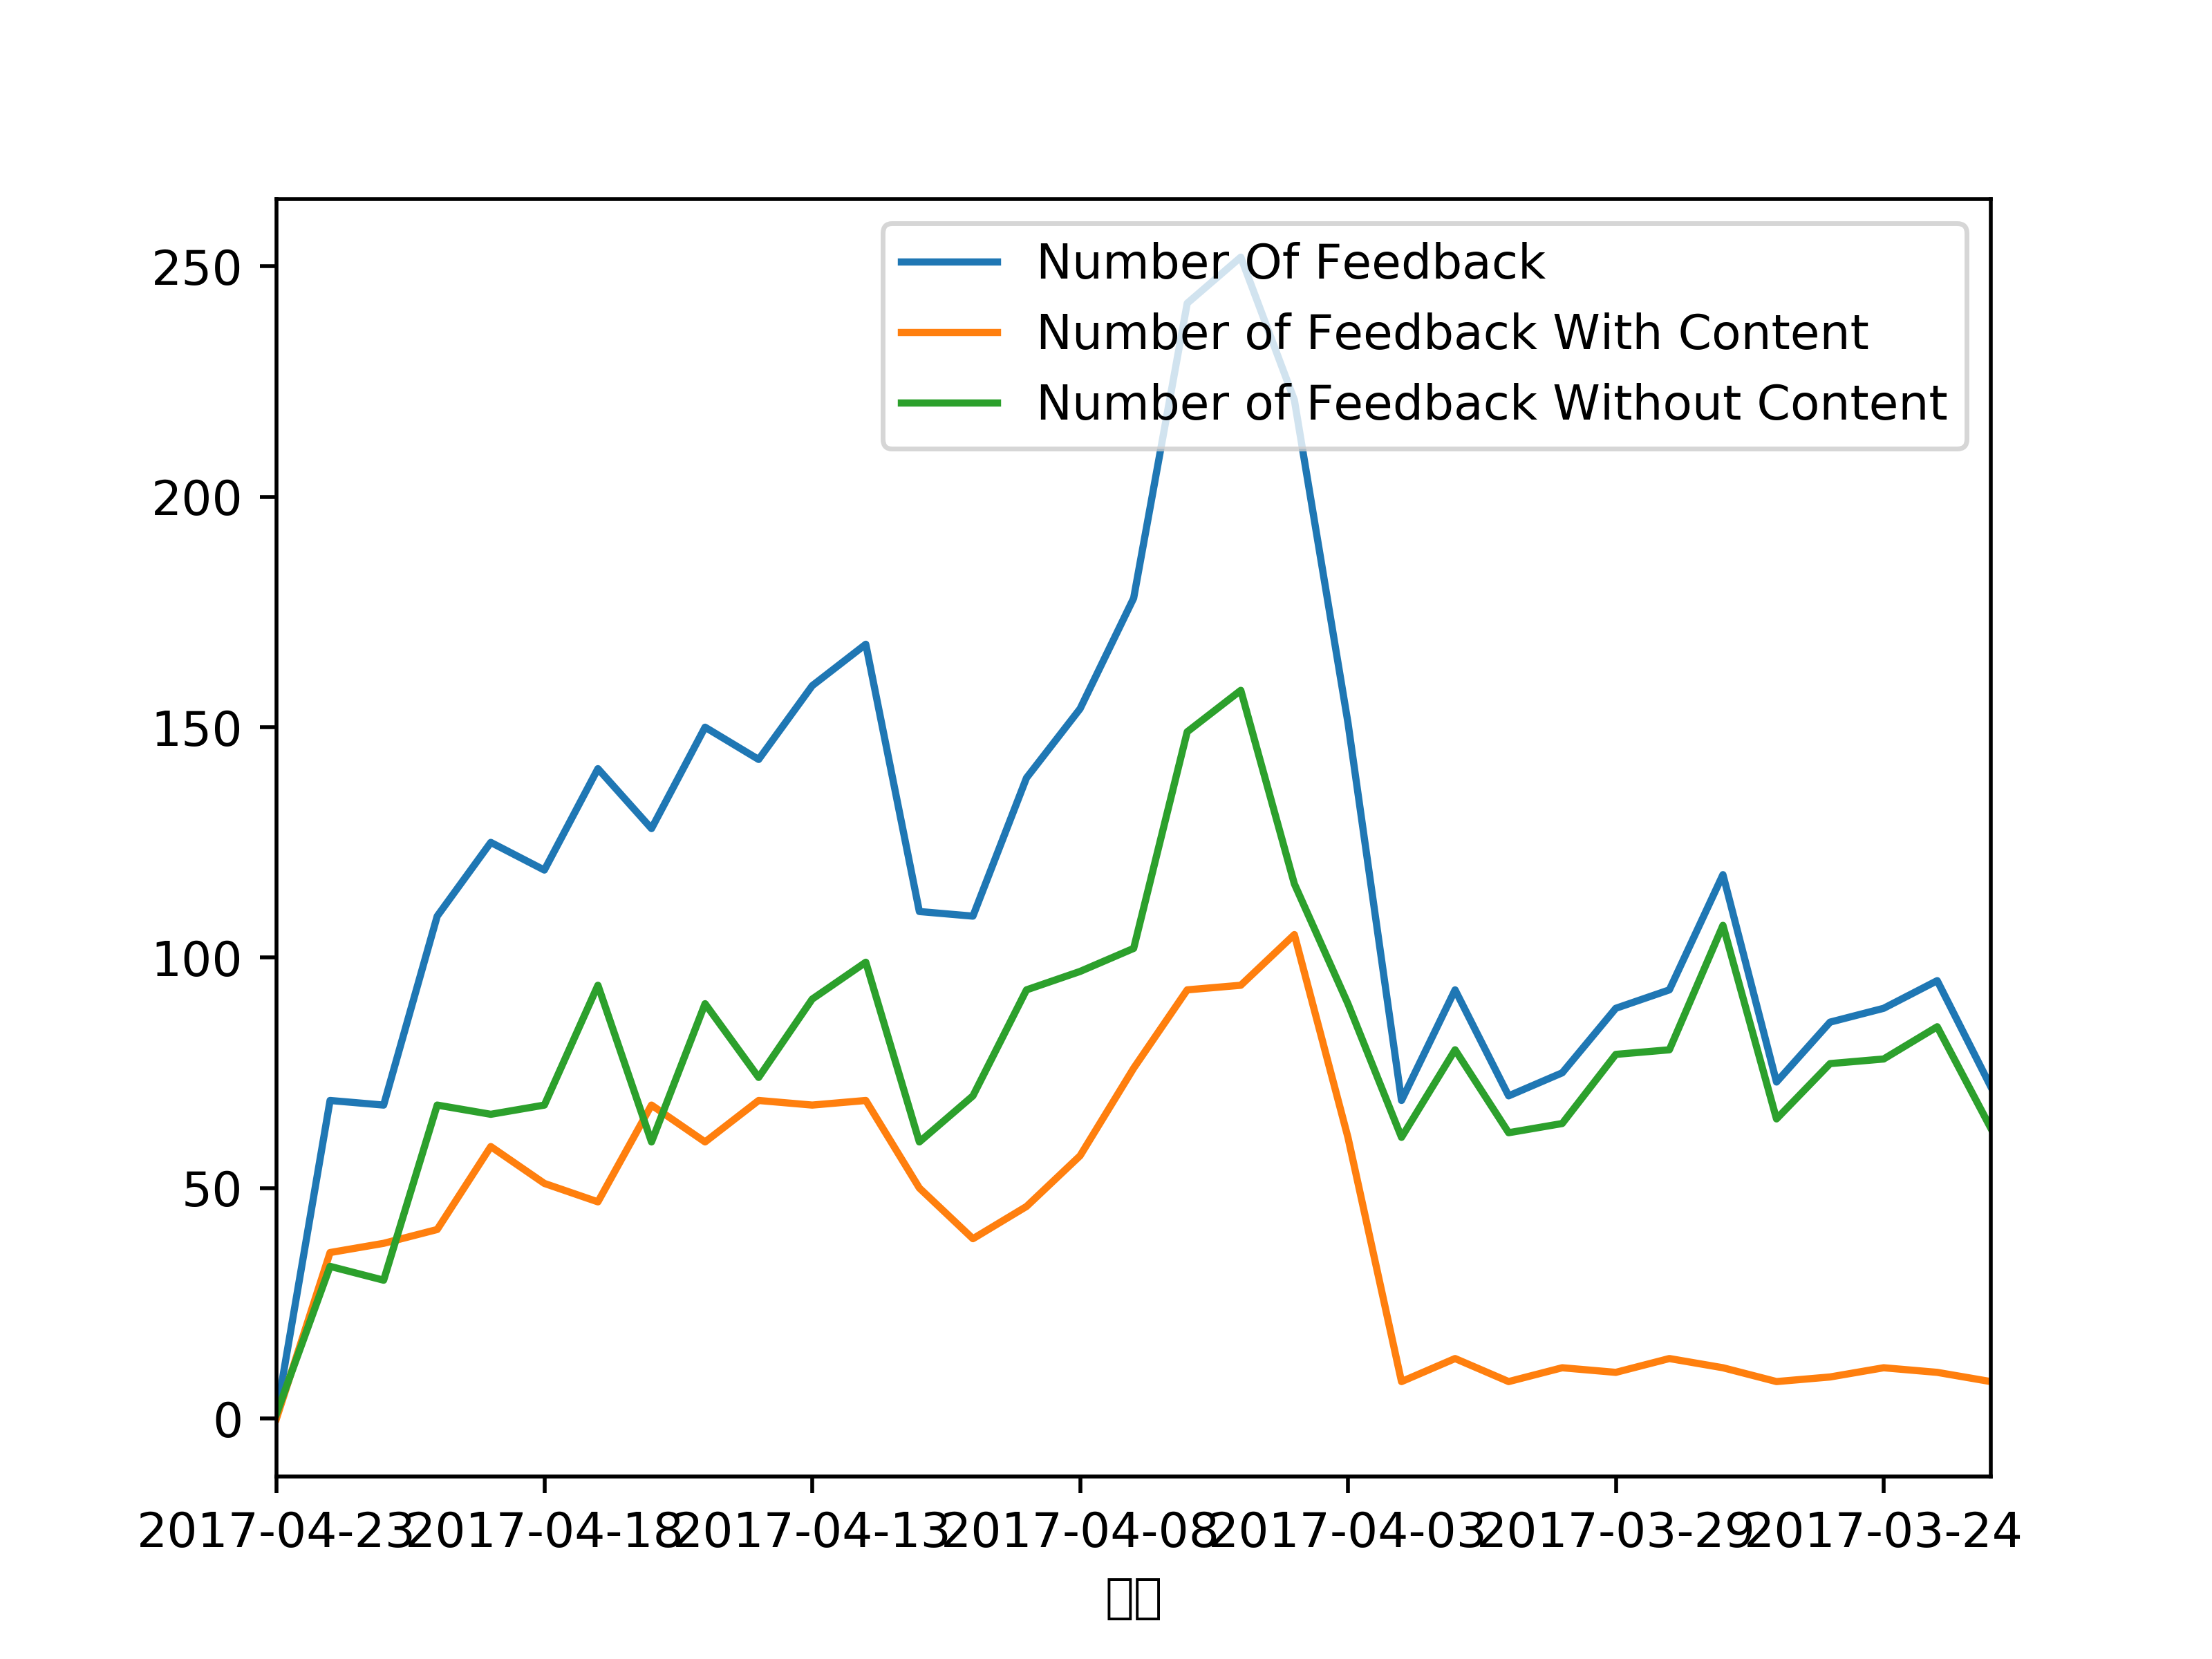 Number Of Feedback
Number of Feedback With Content
Number of Feedback Without Content
250
200
150
100
50
0
2017-04-23 2017-04-18 2017-04-13 2017-04-08 2017-04-03 2017-03-29 2017-03-24